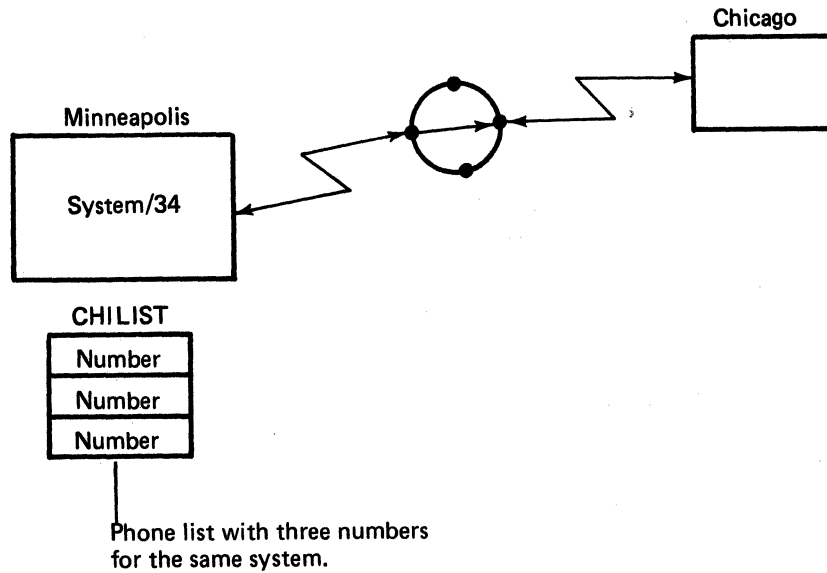 Chicago
Minneapolis
System/34
CHILIST
Number
Number
Number
Phone list with three numbers
for the same system.